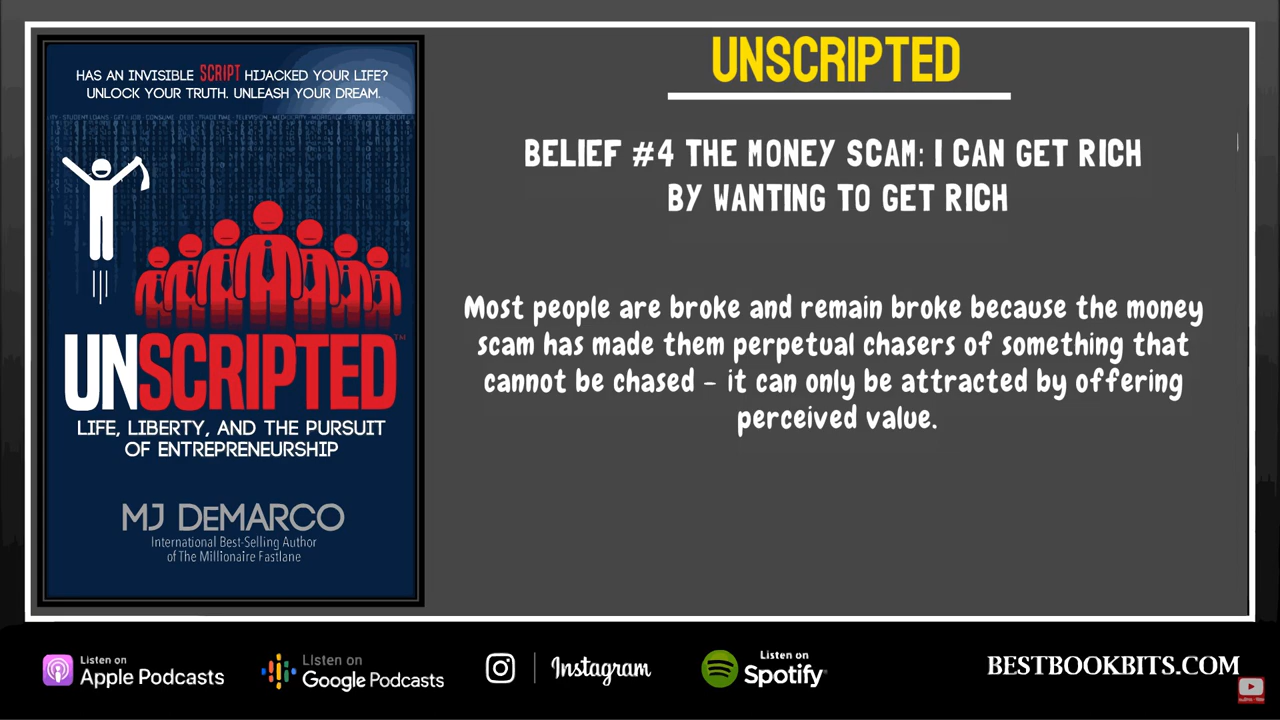 HAS AN INVISIBLE SCRIPT HIJACKED YOUR LIFE?
UNLOCK YOUR TRUTH. UNLEASH YOUR DREAM.
UNSCRIPTED™
LIFE, LIBERTY, AND THE PURSUIT
OF ENTREPRENEURSHIP
MJ DeMARCO
International Best-Selling Author
of The Millionaire Fastlane
UNSCRIPTED
BELIEF #4 THE MONEY SCAM: I CAN GET RICH
BY WANTING TO GET RICH
Most people are broke and remain broke because the money
scam has made them perpetual chasers of something that
cannot be chased – it can only be attracted by offering
perceived value.
Listen on
Apple Podcasts
Listen on
Google Podcasts
Instagram
Listen on
Spotify
BESTBOOKBITS.COM